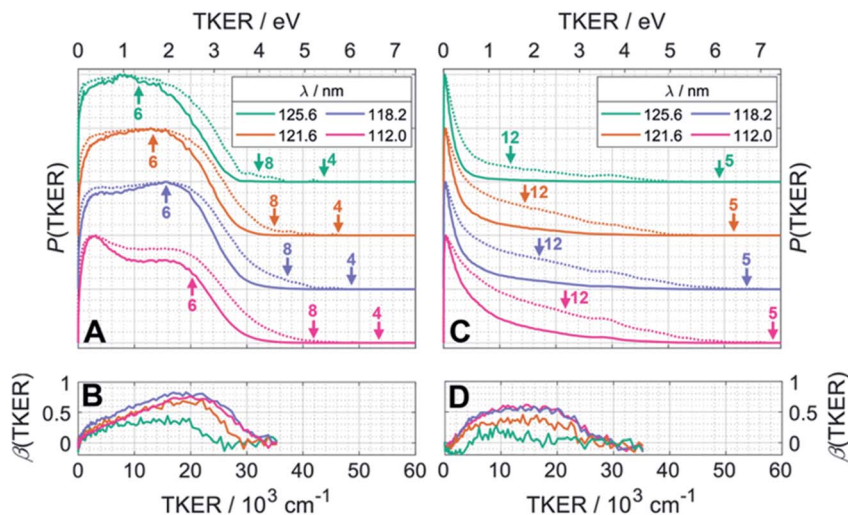 TKER / eV
TKER / eV
0 1 2 3 4 5 6 7
0 1 2 3 4 5 6 7
λ / nm
125.6 118.2
121.6 112.0
λ / nm
125.6 118.2
121.6 112.0
P(TKER)
P(TKER)
6 8 4
6 8 4
6 8 4
6 8 4
12 5
12 5
12 5
12 5
A
C
B
D
β(TKER)
1
0.5
0
0 10 20 30 40 50 60
TKER / 10³ cm⁻¹
1
0.5
0
β(TKER)
0 10 20 30 40 50 60
TKER / 10³ cm⁻¹